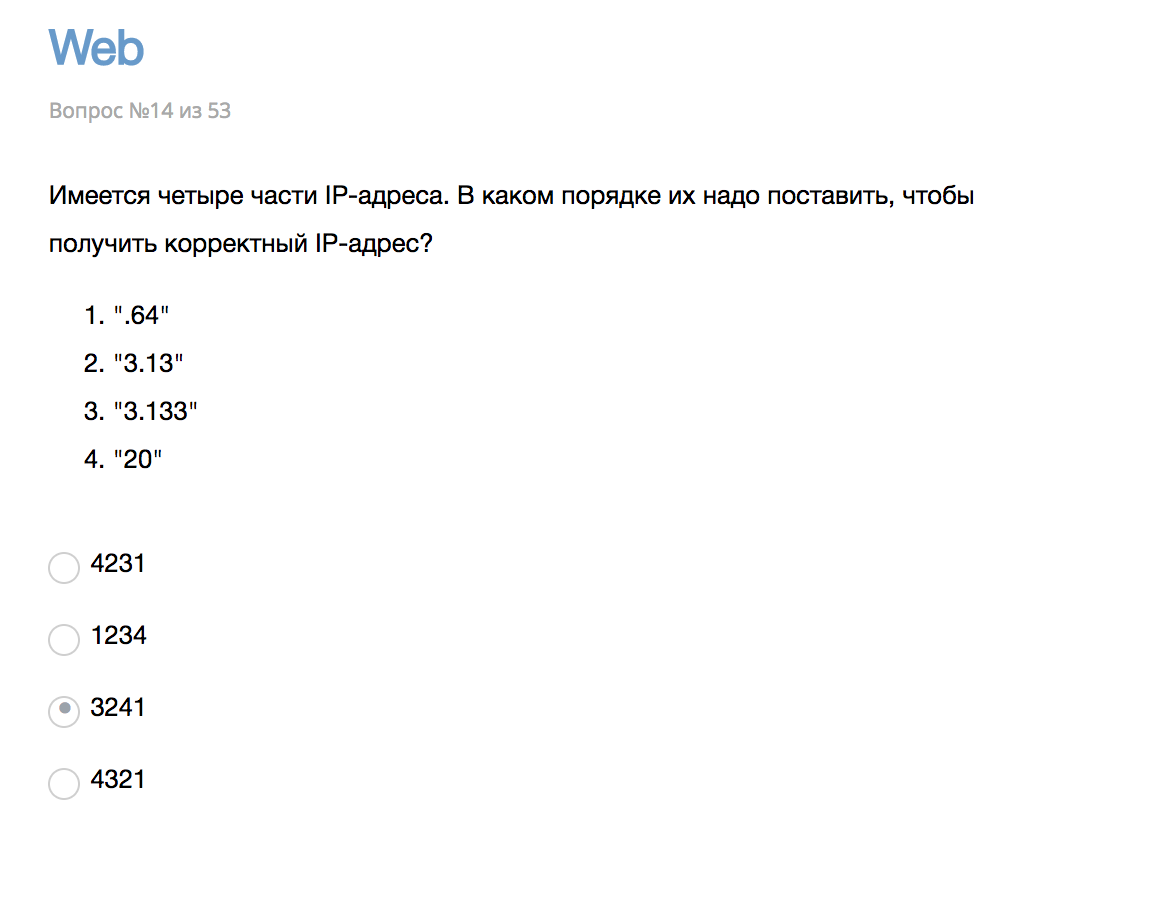 Web
Вопрос №14 из 53
Имеется четыре части IP-адреса. В каком порядке их надо поставить, чтобы
получить корректный IP-адрес?
1. ".64"
2. "3.13"
3. "3.133"
4. "20"
4231
1234
3241
4321